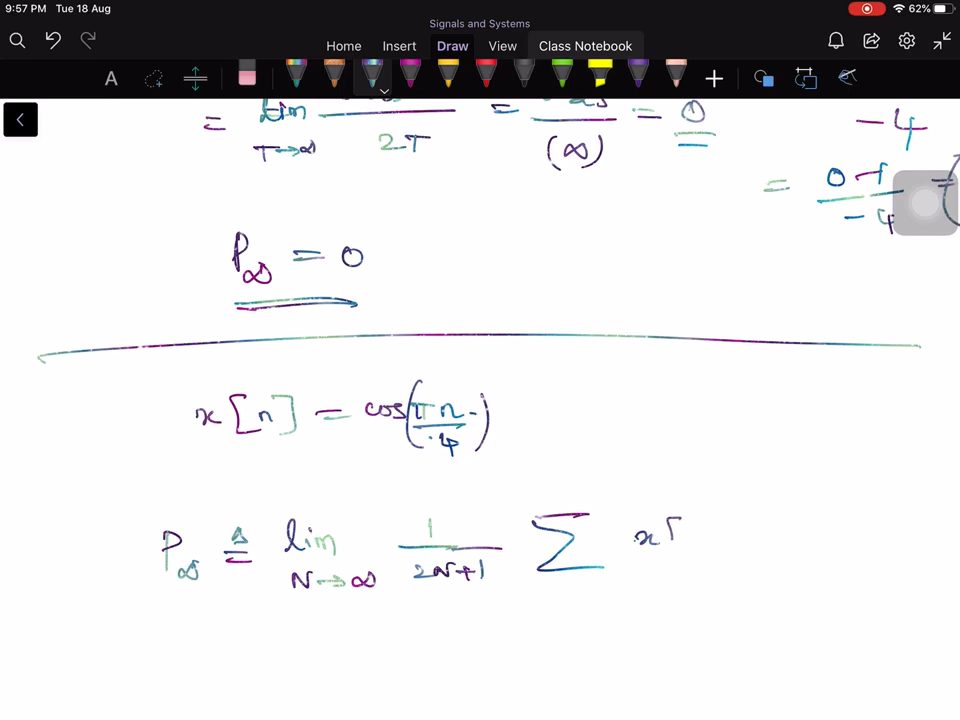 9:57 PM Tue 18 Aug 62%
Signals and Systems
Home Insert Draw View Class Notebook
A
= lim T→∞ 2T = (∞) = 0
-4
= 0-1 / -4 = (
P∞ = 0
x[n] = cos(πn/4)
P∞ ≜ lim N→∞ 1/2N+1 Σ x[